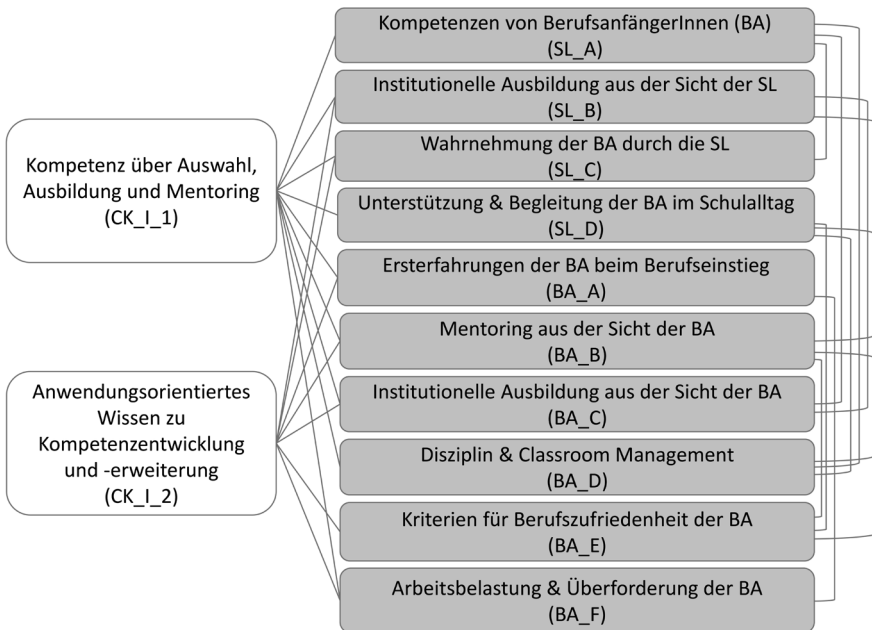 Kompetenz über Auswahl,
Ausbildung und Mentoring
(CK_I_1)
Anwendungsorientiertes
Wissen zu
Kompetenzentwicklung
und -erweiterung
(CK_I_2)
Kompetenzen von BerufsanfängerInnen (BA)
(SL_A)
Institutionelle Ausbildung aus der Sicht der SL
(SL_B)
Wahrnehmung der BA durch die SL
(SL_C)
Unterstützung & Begleitung der BA im Schulalltag
(SL_D)
Ersterfahrungen der BA beim Berufseinstieg
(BA_A)
Mentoring aus der Sicht der BA
(BA_B)
Institutionelle Ausbildung aus der Sicht der BA
(BA_C)
Disziplin & Classroom Management
(BA_D)
Kriterien für Berufszufriedenheit der BA
(BA_E)
Arbeitsbelastung & Überforderung der BA
(BA_F)